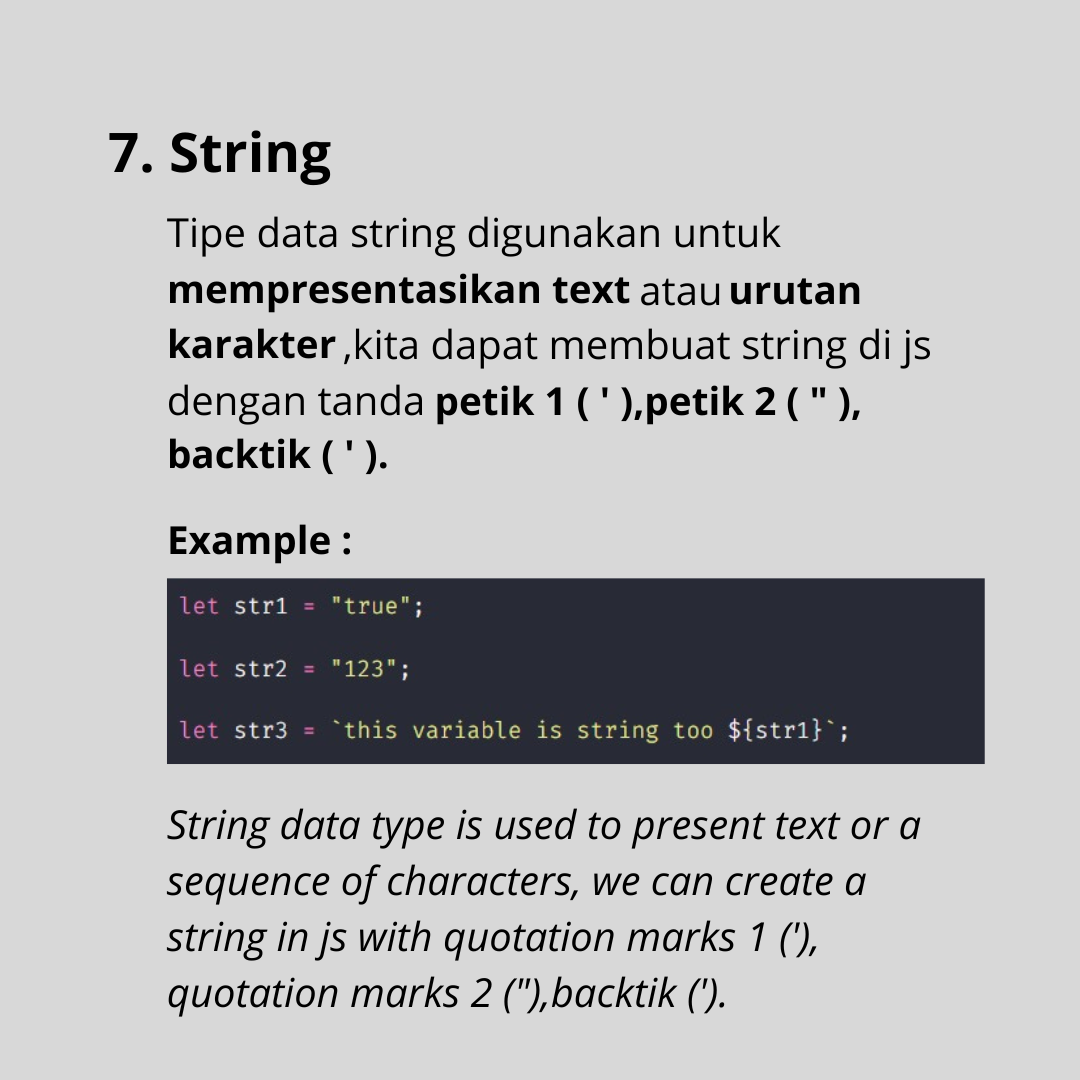 7. String
Tipe data string digunakan untuk
mempresentasikan text atau urutan
karakter ,kita dapat membuat string di js
dengan tanda petik 1 ( ' ),petik 2 ( " ),
backtik ( ' ).
Example :
let str1 = "true";
let str2 = "123";
let str3 = `this variable is string too ${str1}`;
String data type is used to present text or a
sequence of characters, we can create a
string in js with quotation marks 1 ('),
quotation marks 2 ("),backtik (').